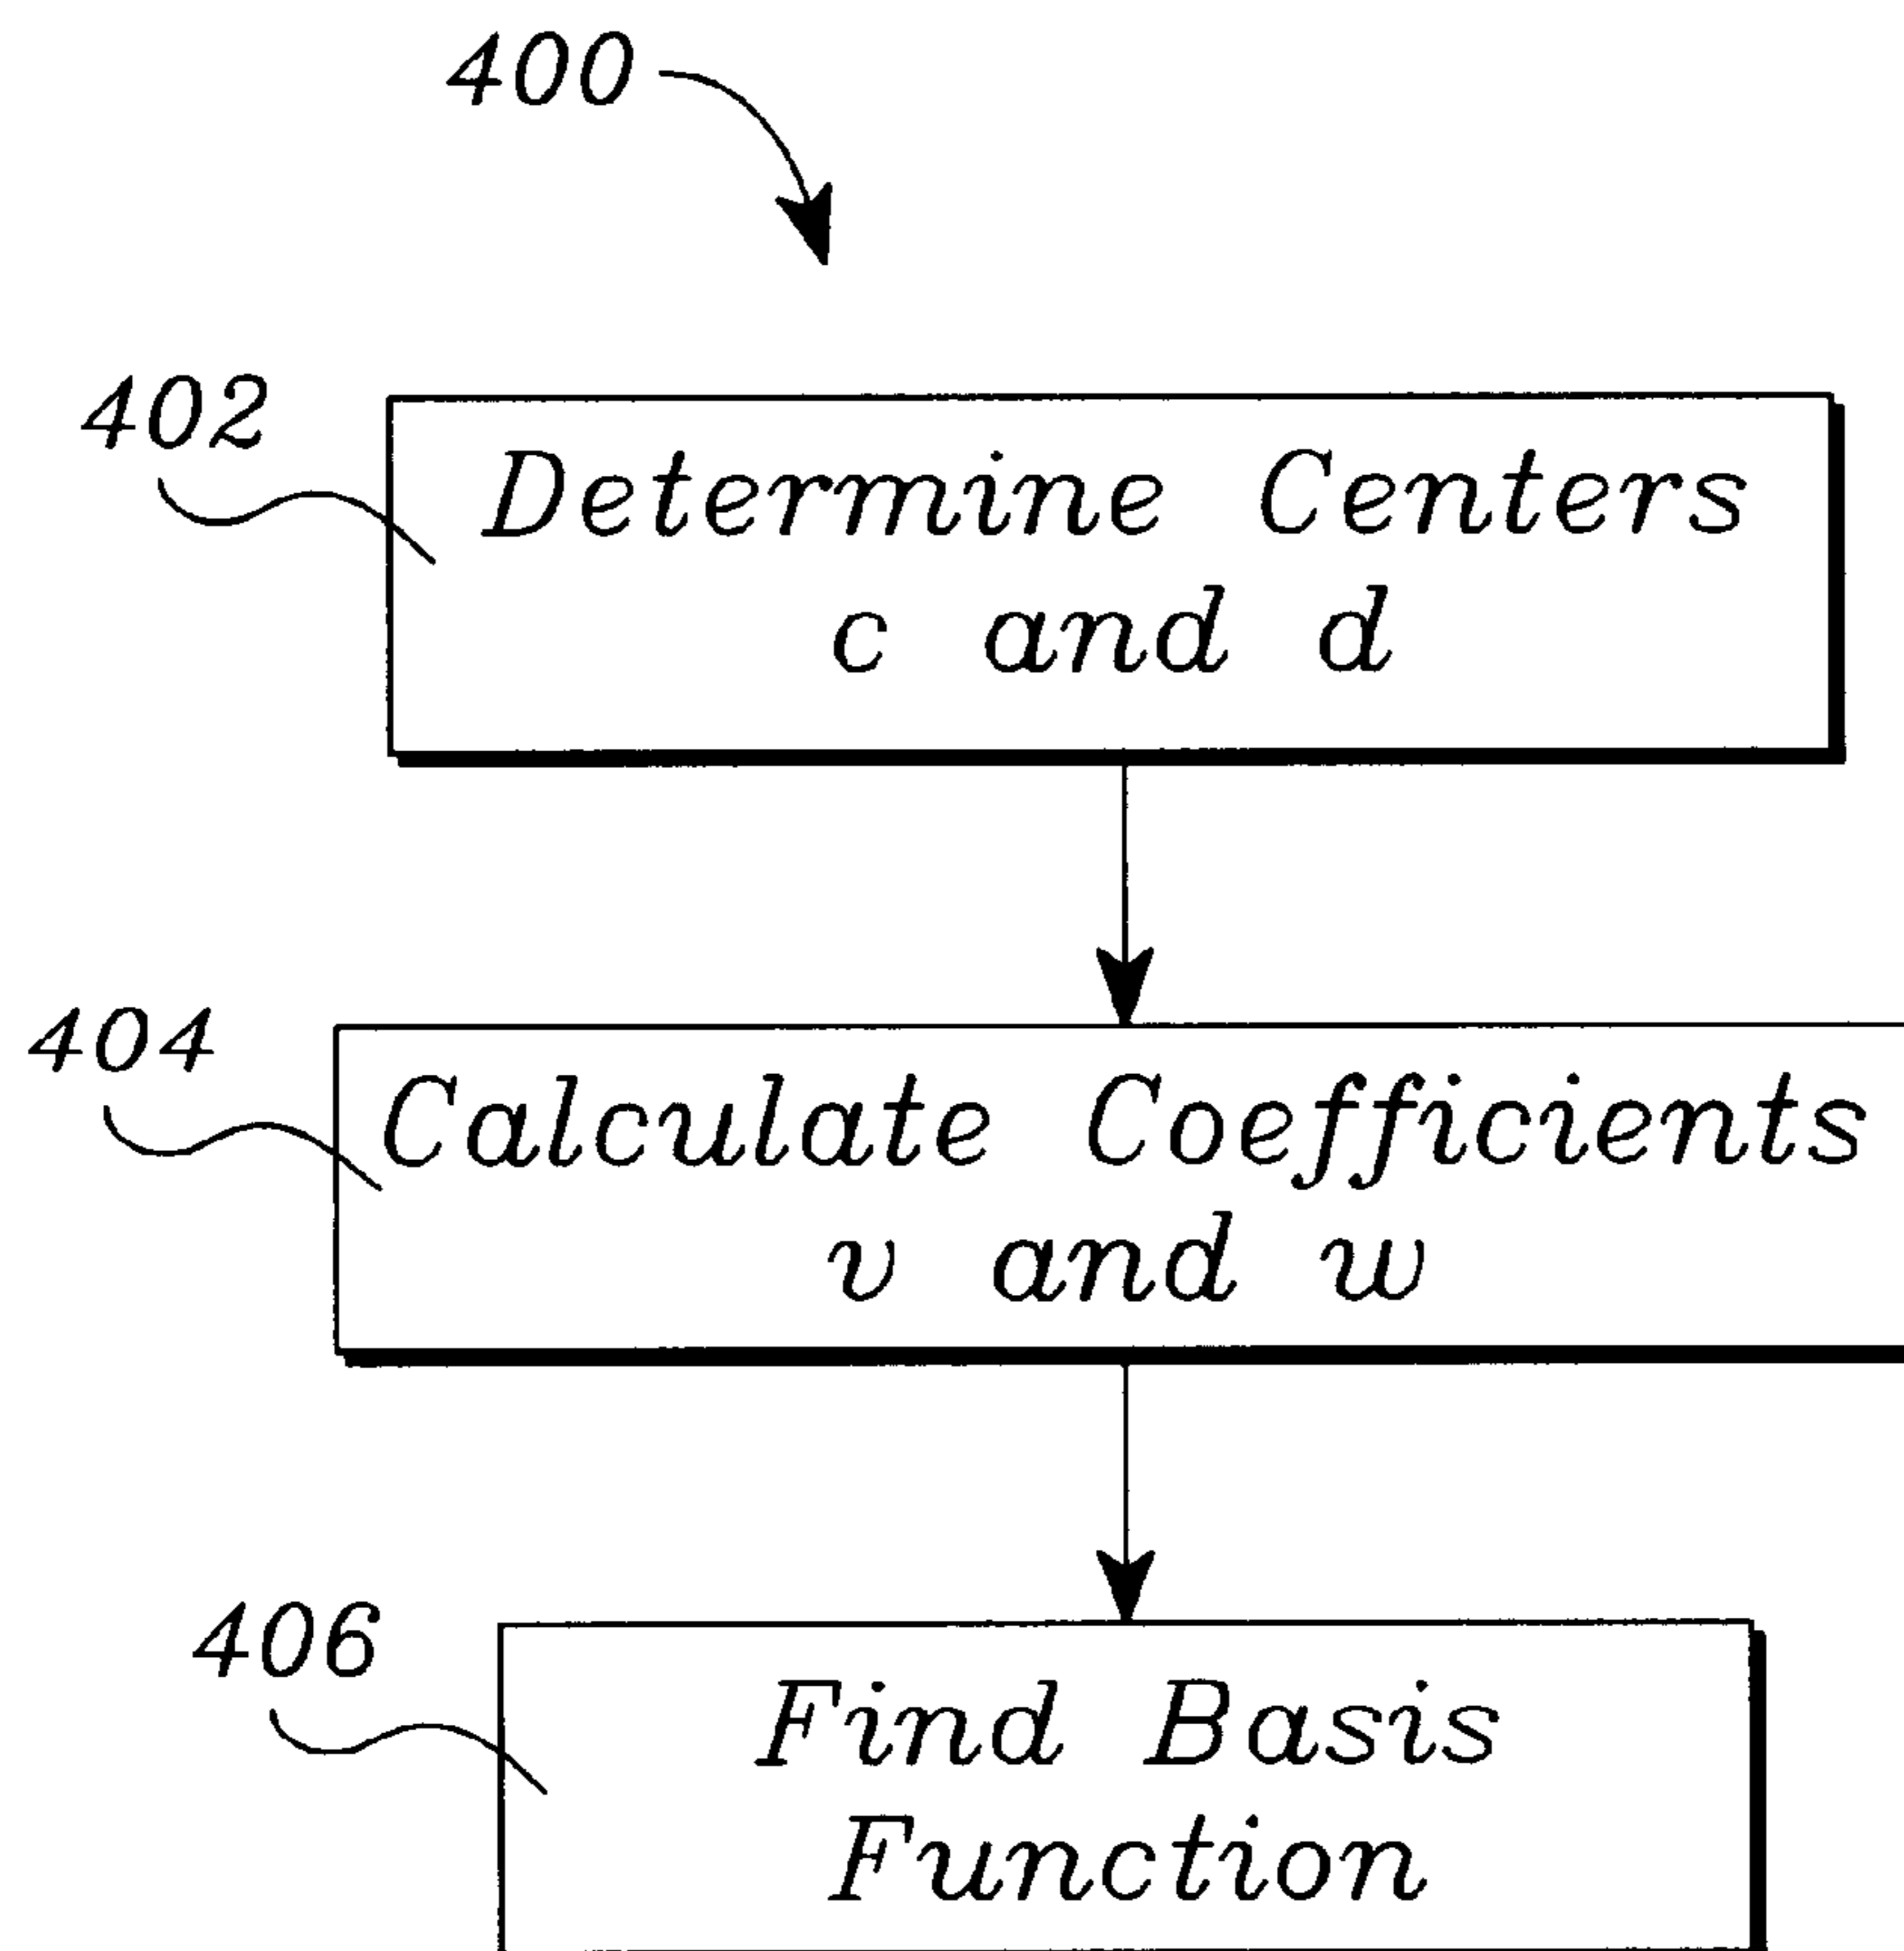 400
402
Determine Centers
c and d
404
Calculate Coefficients
v and w
406
Find Basis
Function